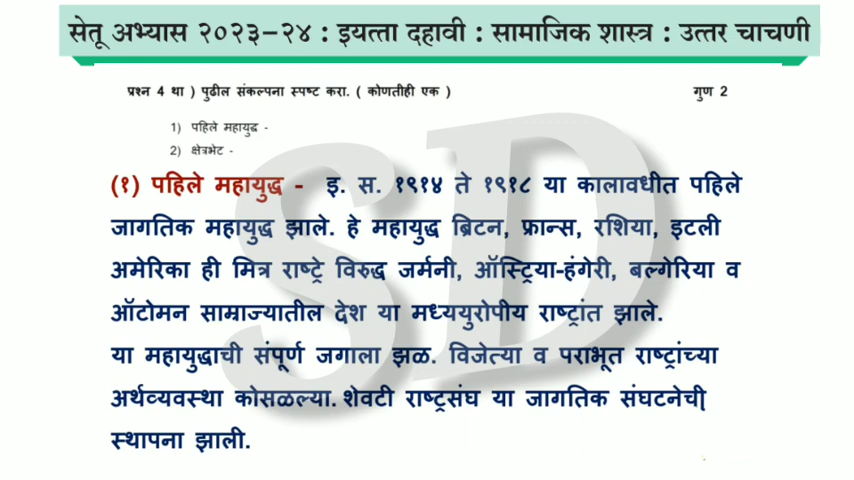 सेतू अभ्यास २०२३-२४ : इयत्ता दहावी : सामाजिक शास्त्र : उत्तर चाचणी
प्रश्न 4 था ) पुढील संकल्पना स्पष्ट करा. ( कोणतीही एक ) गुण 2
1) पहिले महायुद्ध -
2) क्षेत्रभेट -
(१) पहिले महायुद्ध - इ. स. १९१४ ते १९१८ या कालावधीत पहिले
जागतिक महायुद्ध झाले. हे महायुद्ध ब्रिटन, फ्रान्स, रशिया, इटली
अमेरिका ही मित्र राष्ट्रे विरुद्ध जर्मनी, ऑस्ट्रिया-हंगेरी, बल्गेरिया व
ऑटोमन साम्राज्यातील देश या मध्ययुरोपीय राष्ट्रांत झाले.
या महायुद्धाची संपूर्ण जगाला झळ. विजेत्या व पराभूत राष्ट्रांच्या
अर्थव्यवस्था कोसळल्या. शेवटी राष्ट्रसंघ या जागतिक संघटनेची
स्थापना झाली.
SD